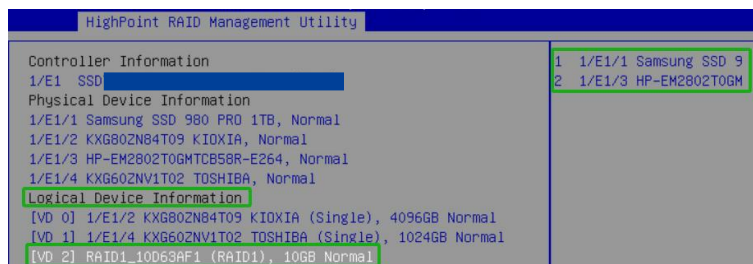 HighPoint RAID Management Utility
Controller Information
1/E1 SSD
Physical Device Information
1/E1/1 Samsung SSD 980 PRO 1TB, Normal
1/E1/2 KXG80ZN84T09 KIOXIA, Normal
1/E1/3 HP-EM2802T0GMTCB58R-E264, Normal
1/E1/4 KXG60ZNV1T02 TOSHIBA, Normal
Logical Device Information
[VD 0] 1/E1/2 KXG80ZN84T09 KIOXIA (Single), 4096GB Normal
[VD 1] 1/E1/4 KXG60ZNV1T02 TOSHIBA (Single), 1024GB Normal
[VD 2] RAID1_10D63AF1 (RAID1), 10GB Normal
1 1/E1/1 Samsung SSD 9
2 1/E1/3 HP-EM2802T0GM